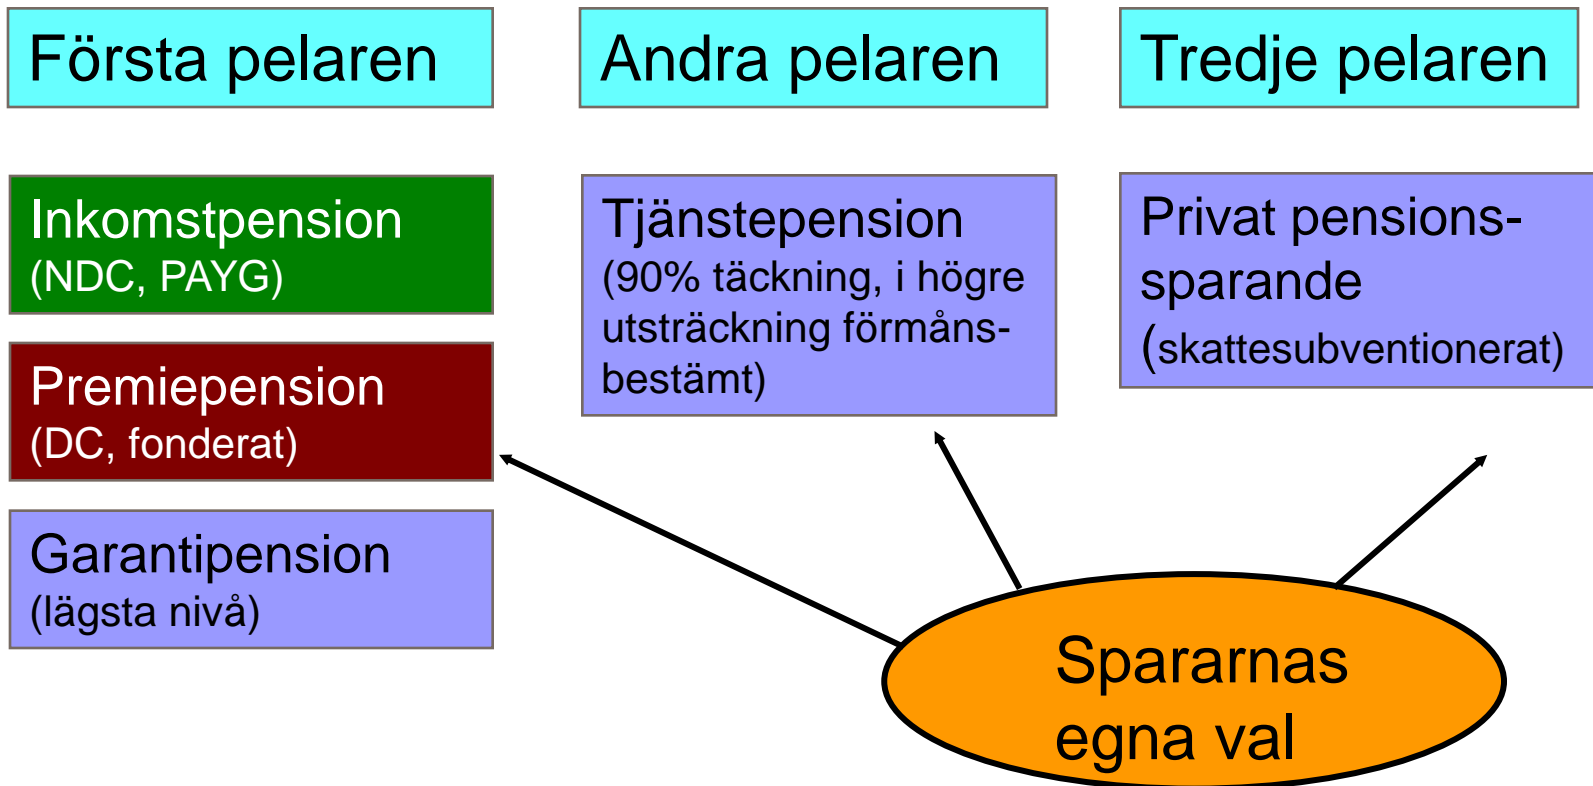 Första pelaren
Inkomstpension
(NDC, PAYG)
Premiepension
(DC, fonderat)
Garantipension
(lägsta nivå)
Andra pelaren
Tjänstepension
(90% täckning, i högre
utsträckning förmåns-
bestämt)
Tredje pelaren
Privat pensions-
sparande
(skattesubventionerat)
Spararnas
egna val